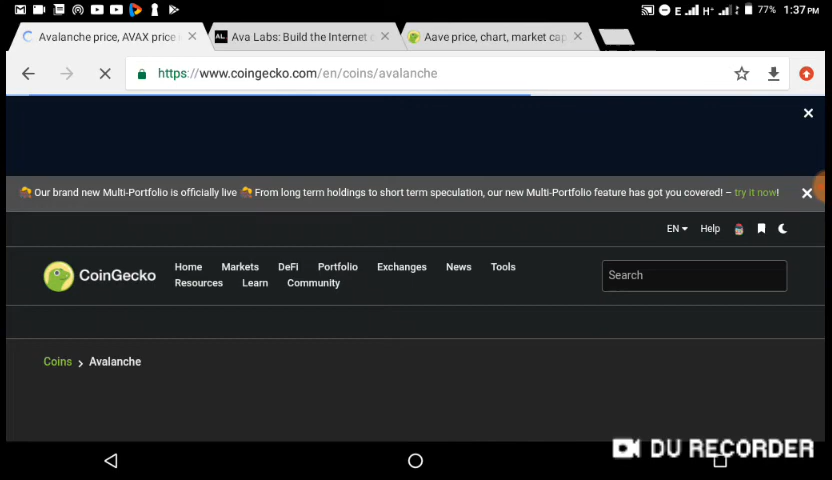 E H+ 77% 1:37 PM
Avalanche price, AVAX price
AL. Ava Labs: Build the Internet
Aave price, chart, market cap
https://www.coingecko.com/en/coins/avalanche
Our brand new Multi-Portfolio is officially live From long term holdings to short term speculation, our new Multi-Portfolio feature has got you covered! – try it now!
EN Help
CoinGecko
Home Markets DeFi Portfolio Exchanges News Tools
Resources Learn Community
Search
Coins > Avalanche
DU RECORDER